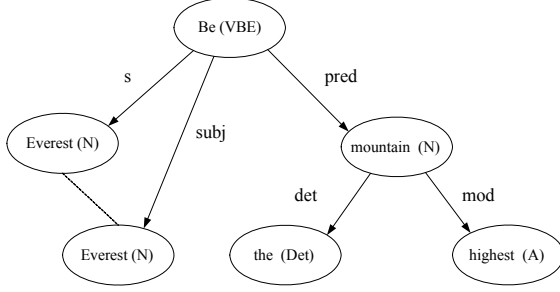 Be (VBE)
s
pred
subj
Everest (N)
mountain (N)
det
mod
Everest (N)
the (Det)
highest (A)